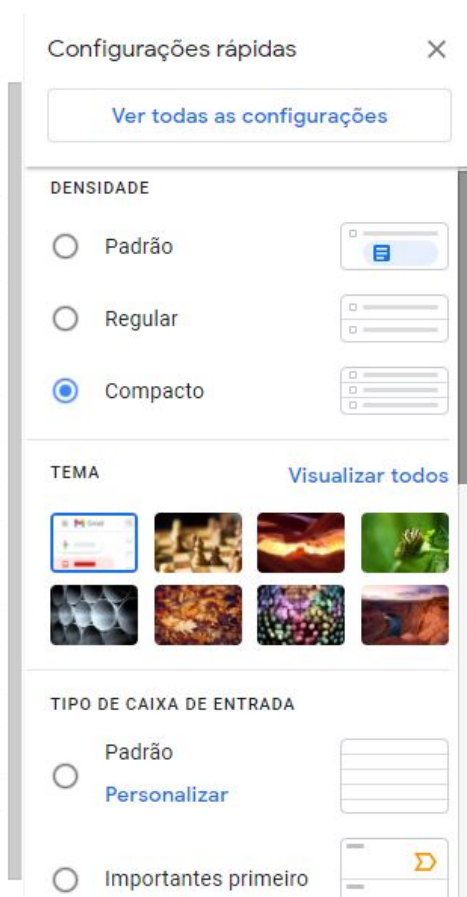 Configurações rápidas
Ver todas as configurações
DENSIDADE
Padrão
Regular
Compacto
TEMA
Visualizar todos
Gmail
TIPO DE CAIXA DE ENTRADA
Padrão
Personalizar
Importantes primeiro